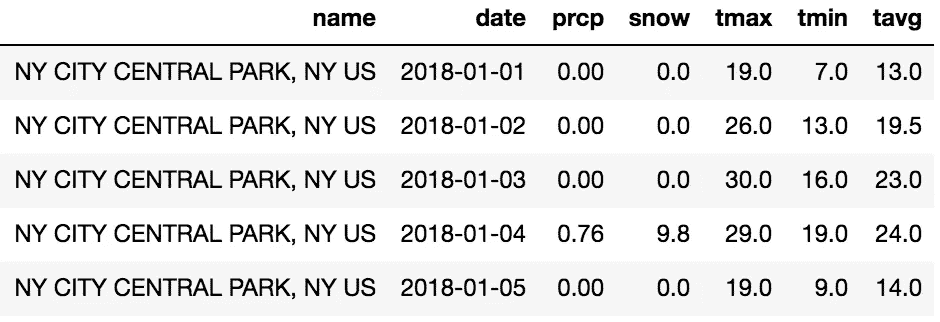 name date prcp snow tmax tmin tavg
NY CITY CENTRAL PARK, NY US 2018-01-01 0.00 0.0 19.0 7.0 13.0
NY CITY CENTRAL PARK, NY US 2018-01-02 0.00 0.0 26.0 13.0 19.5
NY CITY CENTRAL PARK, NY US 2018-01-03 0.00 0.0 30.0 16.0 23.0
NY CITY CENTRAL PARK, NY US 2018-01-04 0.76 9.8 29.0 19.0 24.0
NY CITY CENTRAL PARK, NY US 2018-01-05 0.00 0.0 19.0 9.0 14.0